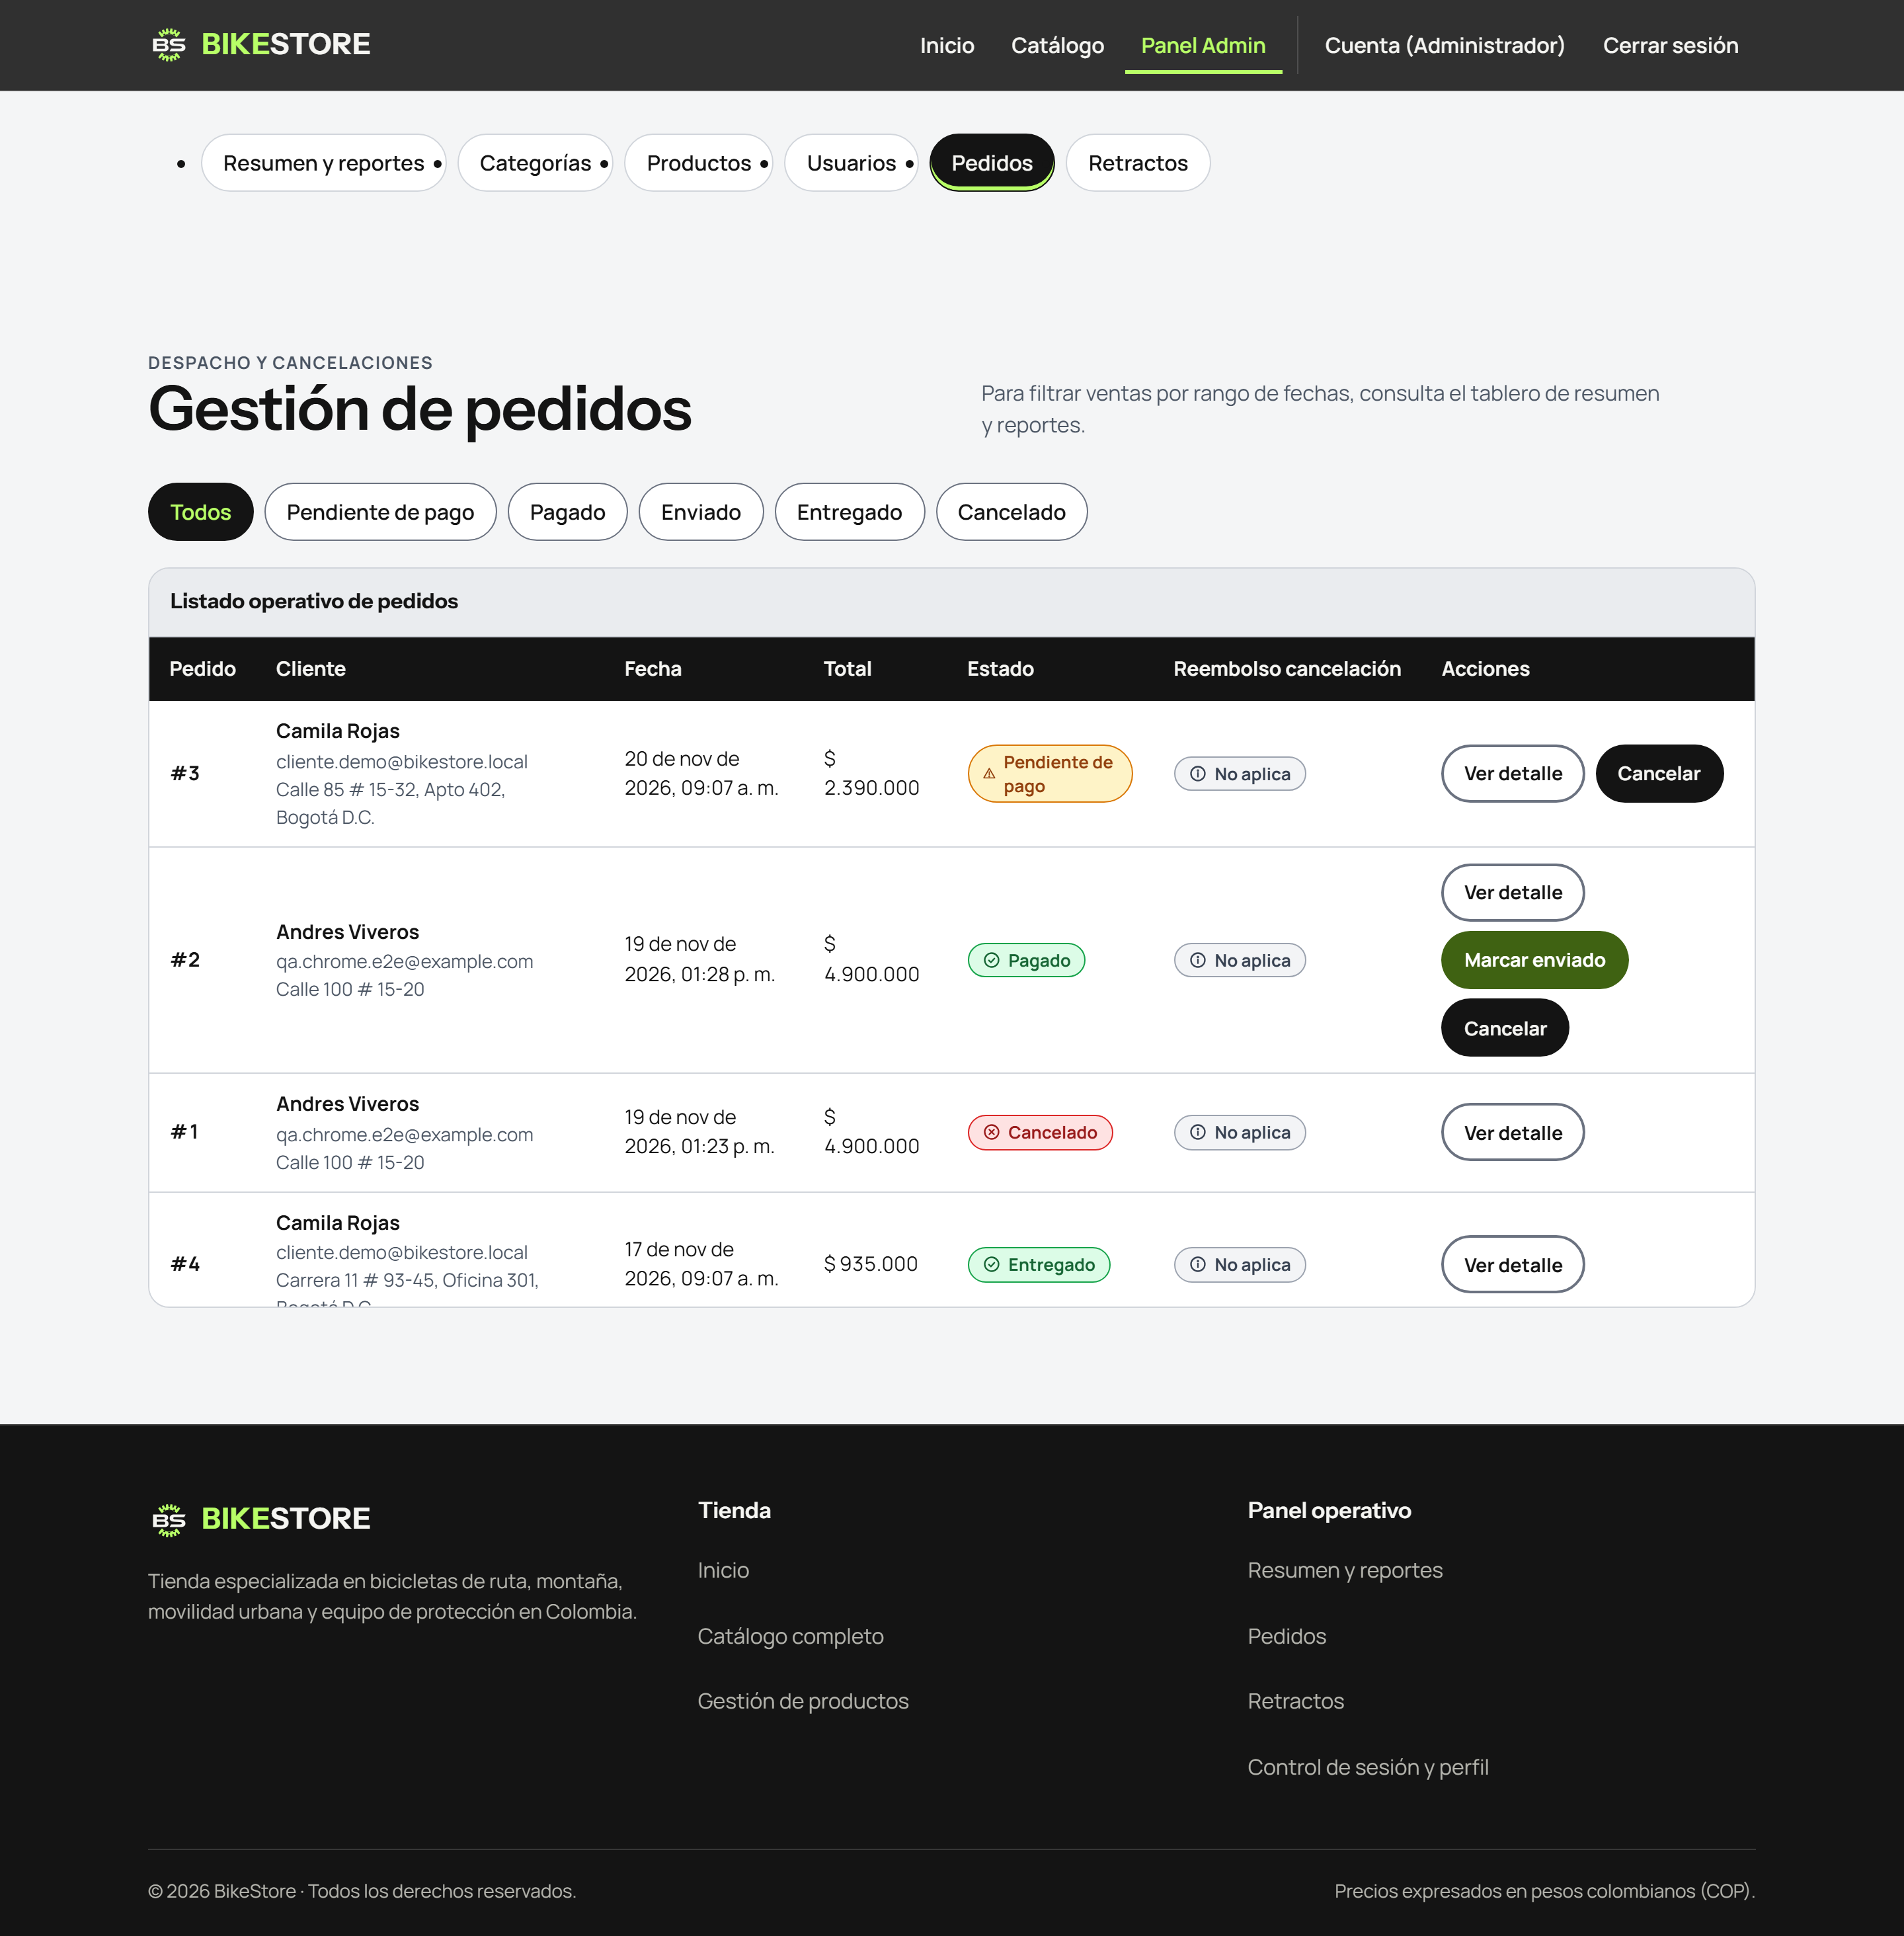 BS BIKESTORE
Inicio Catálogo Panel Admin Cuenta (Administrador) Cerrar sesión
• Resumen y reportes • Categorías • Productos • Usuarios • Pedidos Retractos
DESPACHO Y CANCELACIONES
Gestión de pedidos
Para filtrar ventas por rango de fechas, consulta el tablero de resumen
y reportes.
Todos Pendiente de pago Pagado Enviado Entregado Cancelado
Listado operativo de pedidos
Pedido Cliente Fecha Total Estado Reembolso cancelación Acciones
#3
Camila Rojas
cliente.demo@bikestore.local
Calle 85 # 15-32, Apto 402,
Bogotá D.C.
20 de nov de
2026, 09:07 a. m.
$
2.390.000
Pendiente de
pago
No aplica
Ver detalle Cancelar
#2
Andres Viveros
qa.chrome.e2e@example.com
Calle 100 # 15-20
19 de nov de
2026, 01:28 p. m.
$
4.900.000
Pagado
No aplica
Ver detalle
Marcar enviado
Cancelar
#1
Andres Viveros
qa.chrome.e2e@example.com
Calle 100 # 15-20
19 de nov de
2026, 01:23 p. m.
$
4.900.000
Cancelado
No aplica
Ver detalle
#4
Camila Rojas
cliente.demo@bikestore.local
Carrera 11 # 93-45, Oficina 301,
Bogotá D.C.
17 de nov de
2026, 09:07 a. m.
$ 935.000
Entregado
No aplica
Ver detalle
BS BIKESTORE
Tienda especializada en bicicletas de ruta, montaña,
movilidad urbana y equipo de protección en Colombia.
Tienda
Inicio
Catálogo completo
Gestión de productos
Panel operativo
Resumen y reportes
Pedidos
Retractos
Control de sesión y perfil
© 2026 BikeStore · Todos los derechos reservados.
Precios expresados en pesos colombianos (COP).